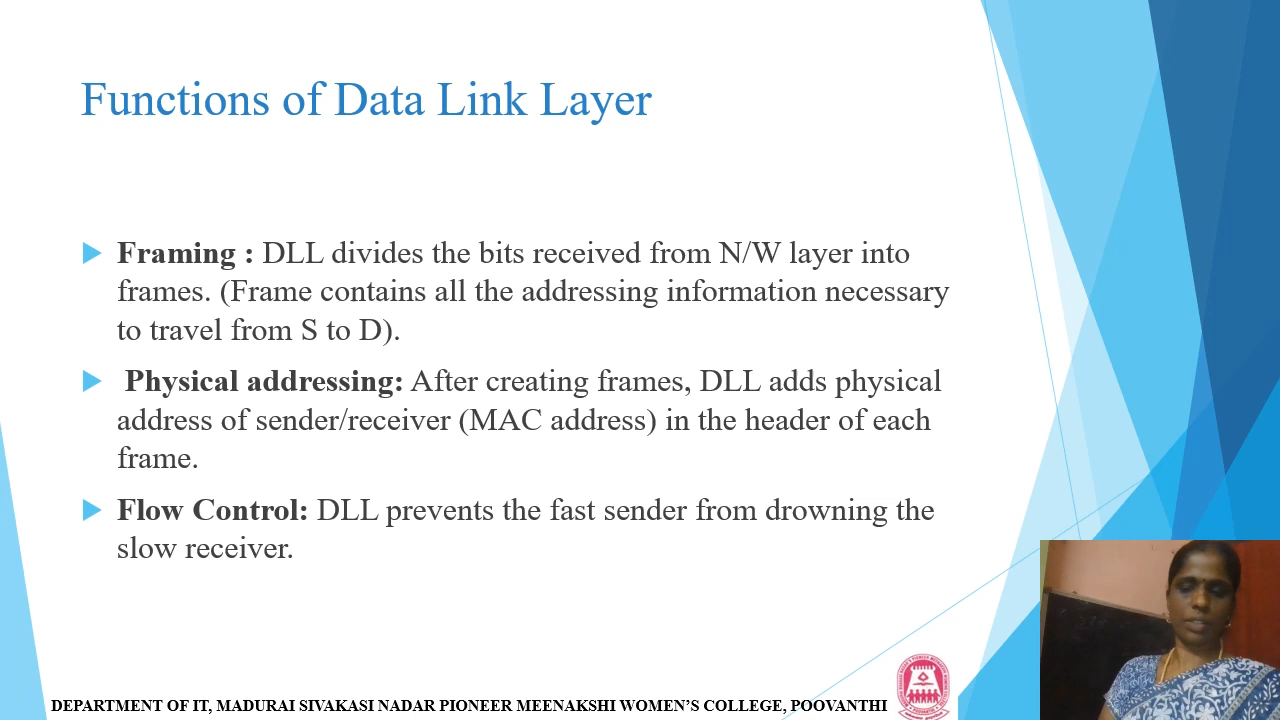 Functions of Data Link Layer
Framing : DLL divides the bits received from N/W layer into
frames. (Frame contains all the addressing information necessary
to travel from S to D).
Physical addressing: After creating frames, DLL adds physical
address of sender/receiver (MAC address) in the header of each
frame.
Flow Control: DLL prevents the fast sender from drowning the
slow receiver.
DEPARTMENT OF IT, MADURAI SIVAKASI NADAR PIONEER MEENAKSHI WOMEN’S COLLEGE, POOVANTHI